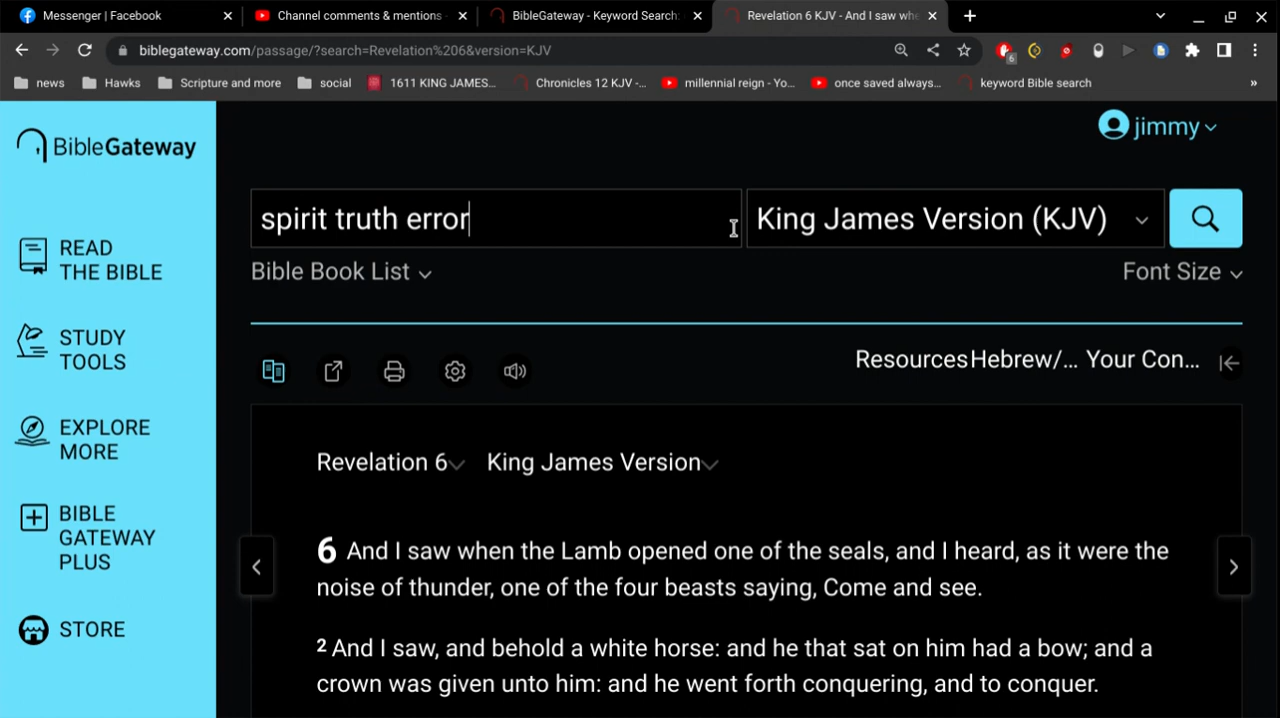 Messenger | Facebook
Channel comments & mentions
BibleGateway - Keyword Search:
Revelation 6 KJV - And I saw whe
biblegateway.com/passage/?search=Revelation%206&version=KJV
6
news
Hawks
Scripture and more
social
1611 KING JAMES...
Chronicles 12 KJV -...
millennial reign - Yo...
once saved always...
keyword Bible search
»
BibleGateway
jimmy
spirit truth error
King James Version (KJV)
Bible Book List
Font Size
READ
THE BIBLE
STUDY
TOOLS
EXPLORE
MORE
BIBLE
GATEWAY
PLUS
STORE
Resources Hebrew/... Your Con...
Revelation 6
King James Version
6 And I saw when the Lamb opened one of the seals, and I heard, as it were the
noise of thunder, one of the four beasts saying, Come and see.
2 And I saw, and behold a white horse: and he that sat on him had a bow; and a
crown was given unto him: and he went forth conquering, and to conquer.